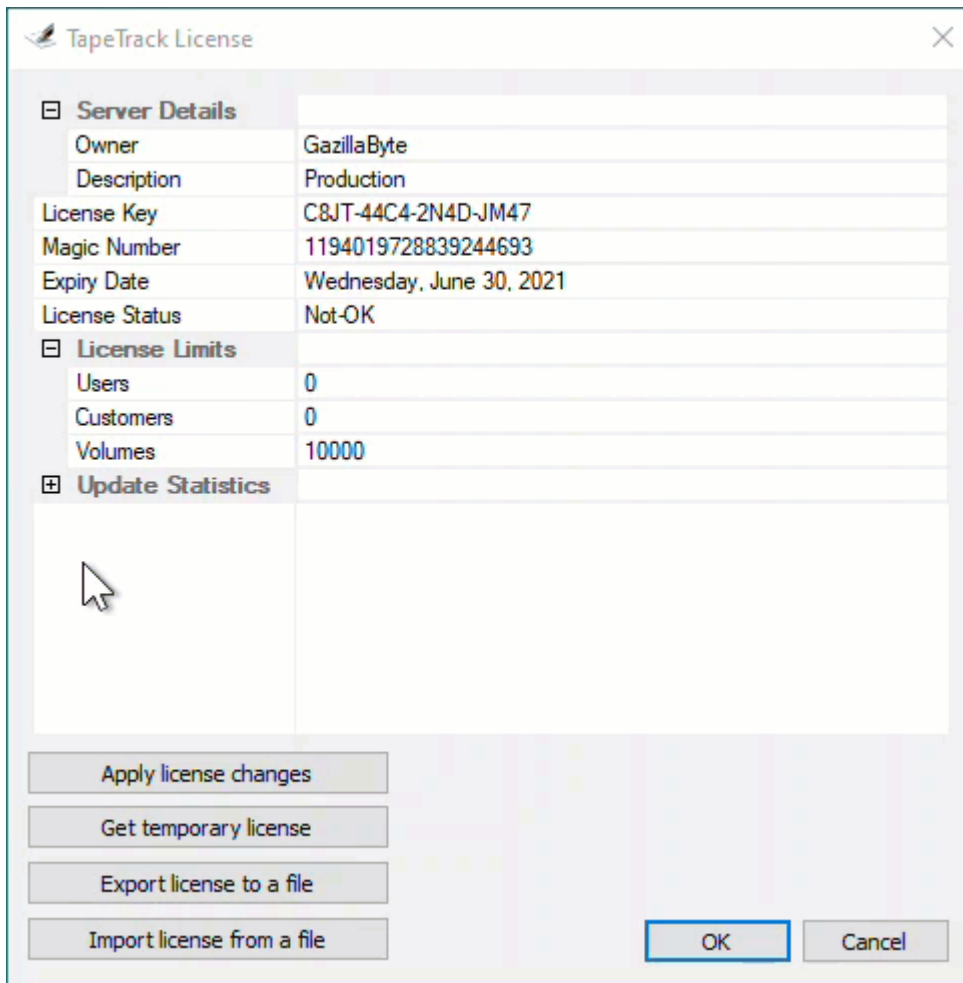 TapeTrack License
Server Details
Owner GazillaByte
Description Production
License Key C8JT-44C4-2N4D-JM47
Magic Number 1194019728839244693
Expiry Date Wednesday, June 30, 2021
License Status Not-OK
License Limits
Users 0
Customers 0
Volumes 10000
Update Statistics
Apply license changes
Get temporary license
Export license to a file
Import license from a file
OK Cancel